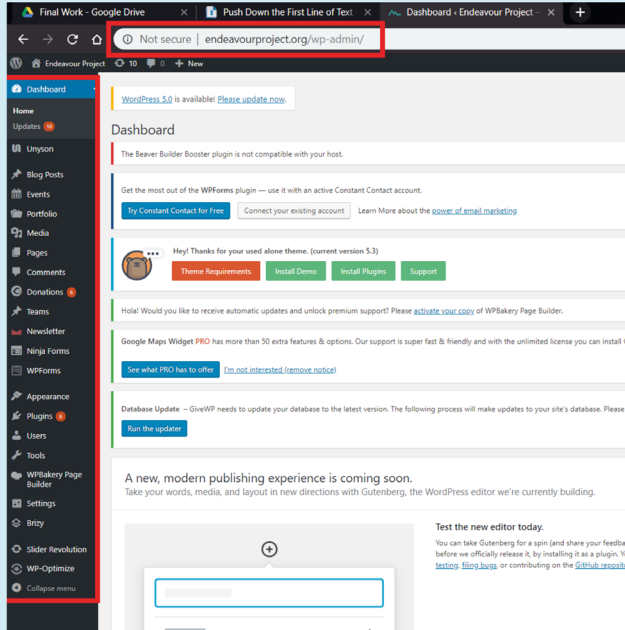 Final Work - Google Drive
Push Down the First Line of Text
Dashboard ‹ Endeavour Project –
Not secure | endeavourproject.org/wp-admin/
Endeavour Project 10 0 New
Dashboard
Home
Updates 10
Unyson
Blog Posts
Events
Portfolio
Media
Pages
Comments
Donations 6
Teams
Newsletter
Ninja Forms
WPForms
Appearance
Plugins 6
Users
Tools
WPBakery Page
Builder
Settings
Brizy
Slider Revolution
WP-Optimize
Collapse menu
WordPress 5.0 is available! Please update now.
Dashboard
The Beaver Builder Booster plugin is not compatible with your host.
Get the most out of the WPForms plugin — use it with an active Constant Contact account.
Try Constant Contact for Free Connect your existing account Learn More about the power of email marketing
Hey! Thanks for your used alone theme. (current version 5.3)
Theme Requirements Install Demo Install Plugins Support
Hola! Would you like to receive automatic updates and unlock premium support? Please activate your copy of WPBakery Page Builder.
Google Maps Widget PRO has more than 50 extra features & options. Our support is super fast & friendly and with the unlimited license you can install
See what PRO has to offer I'm not interested (remove notice)
Database Update – GiveWP needs to update your database to the latest version. The following process will make updates to your site's database. Please
Run the updater
A new, modern publishing experience is coming soon.
Take your words, media, and layout in new directions with Gutenberg, the WordPress editor we're currently building.
Test the new editor today.
You can take Gutenberg for a spin (and share your feedba
before we officially release it, by installing it as a plugin. Y
testing, filing bugs, or contributing on the GitHub reposit